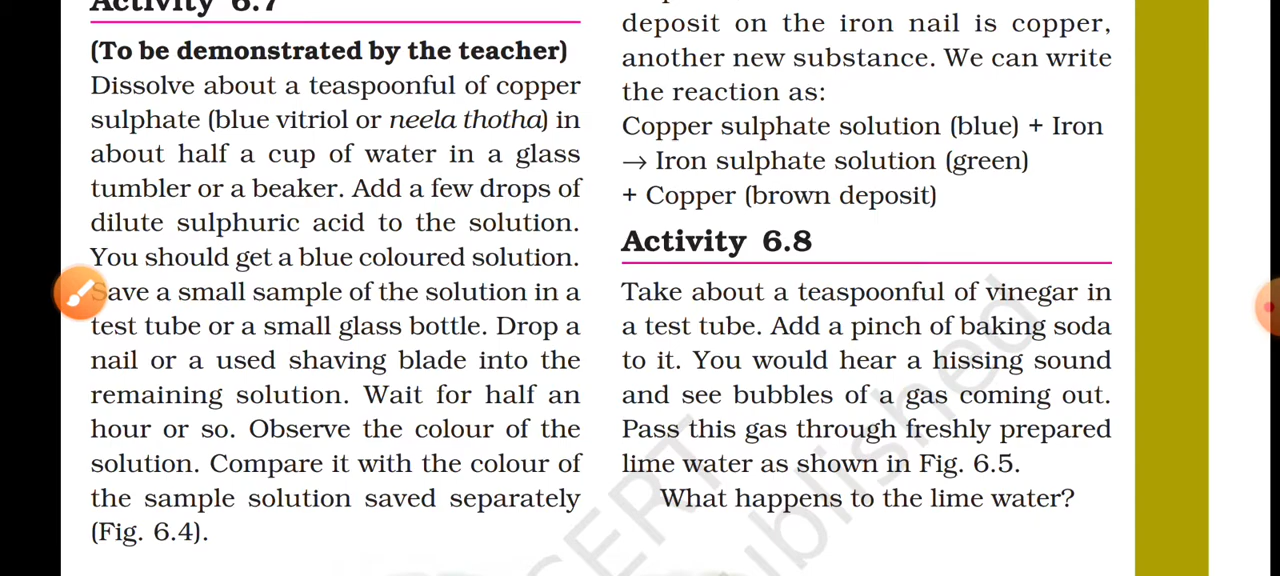 Activity 6.7
(To be demonstrated by the teacher)
Dissolve about a teaspoonful of copper
sulphate (blue vitriol or neela thotha) in
about half a cup of water in a glass
tumbler or a beaker. Add a few drops of
dilute sulphuric acid to the solution.
You should get a blue coloured solution.
Save a small sample of the solution in a
test tube or a small glass bottle. Drop a
nail or a used shaving blade into the
remaining solution. Wait for half an
hour or so. Observe the colour of the
solution. Compare it with the colour of
the sample solution saved separately
(Fig. 6.4).
deposit on the iron nail is copper,
another new substance. We can write
the reaction as:
Copper sulphate solution (blue) + Iron
→ Iron sulphate solution (green)
+ Copper (brown deposit)
Activity 6.8
Take about a teaspoonful of vinegar in
a test tube. Add a pinch of baking soda
to it. You would hear a hissing sound
and see bubbles of a gas coming out.
Pass this gas through freshly prepared
lime water as shown in Fig. 6.5.
What happens to the lime water?